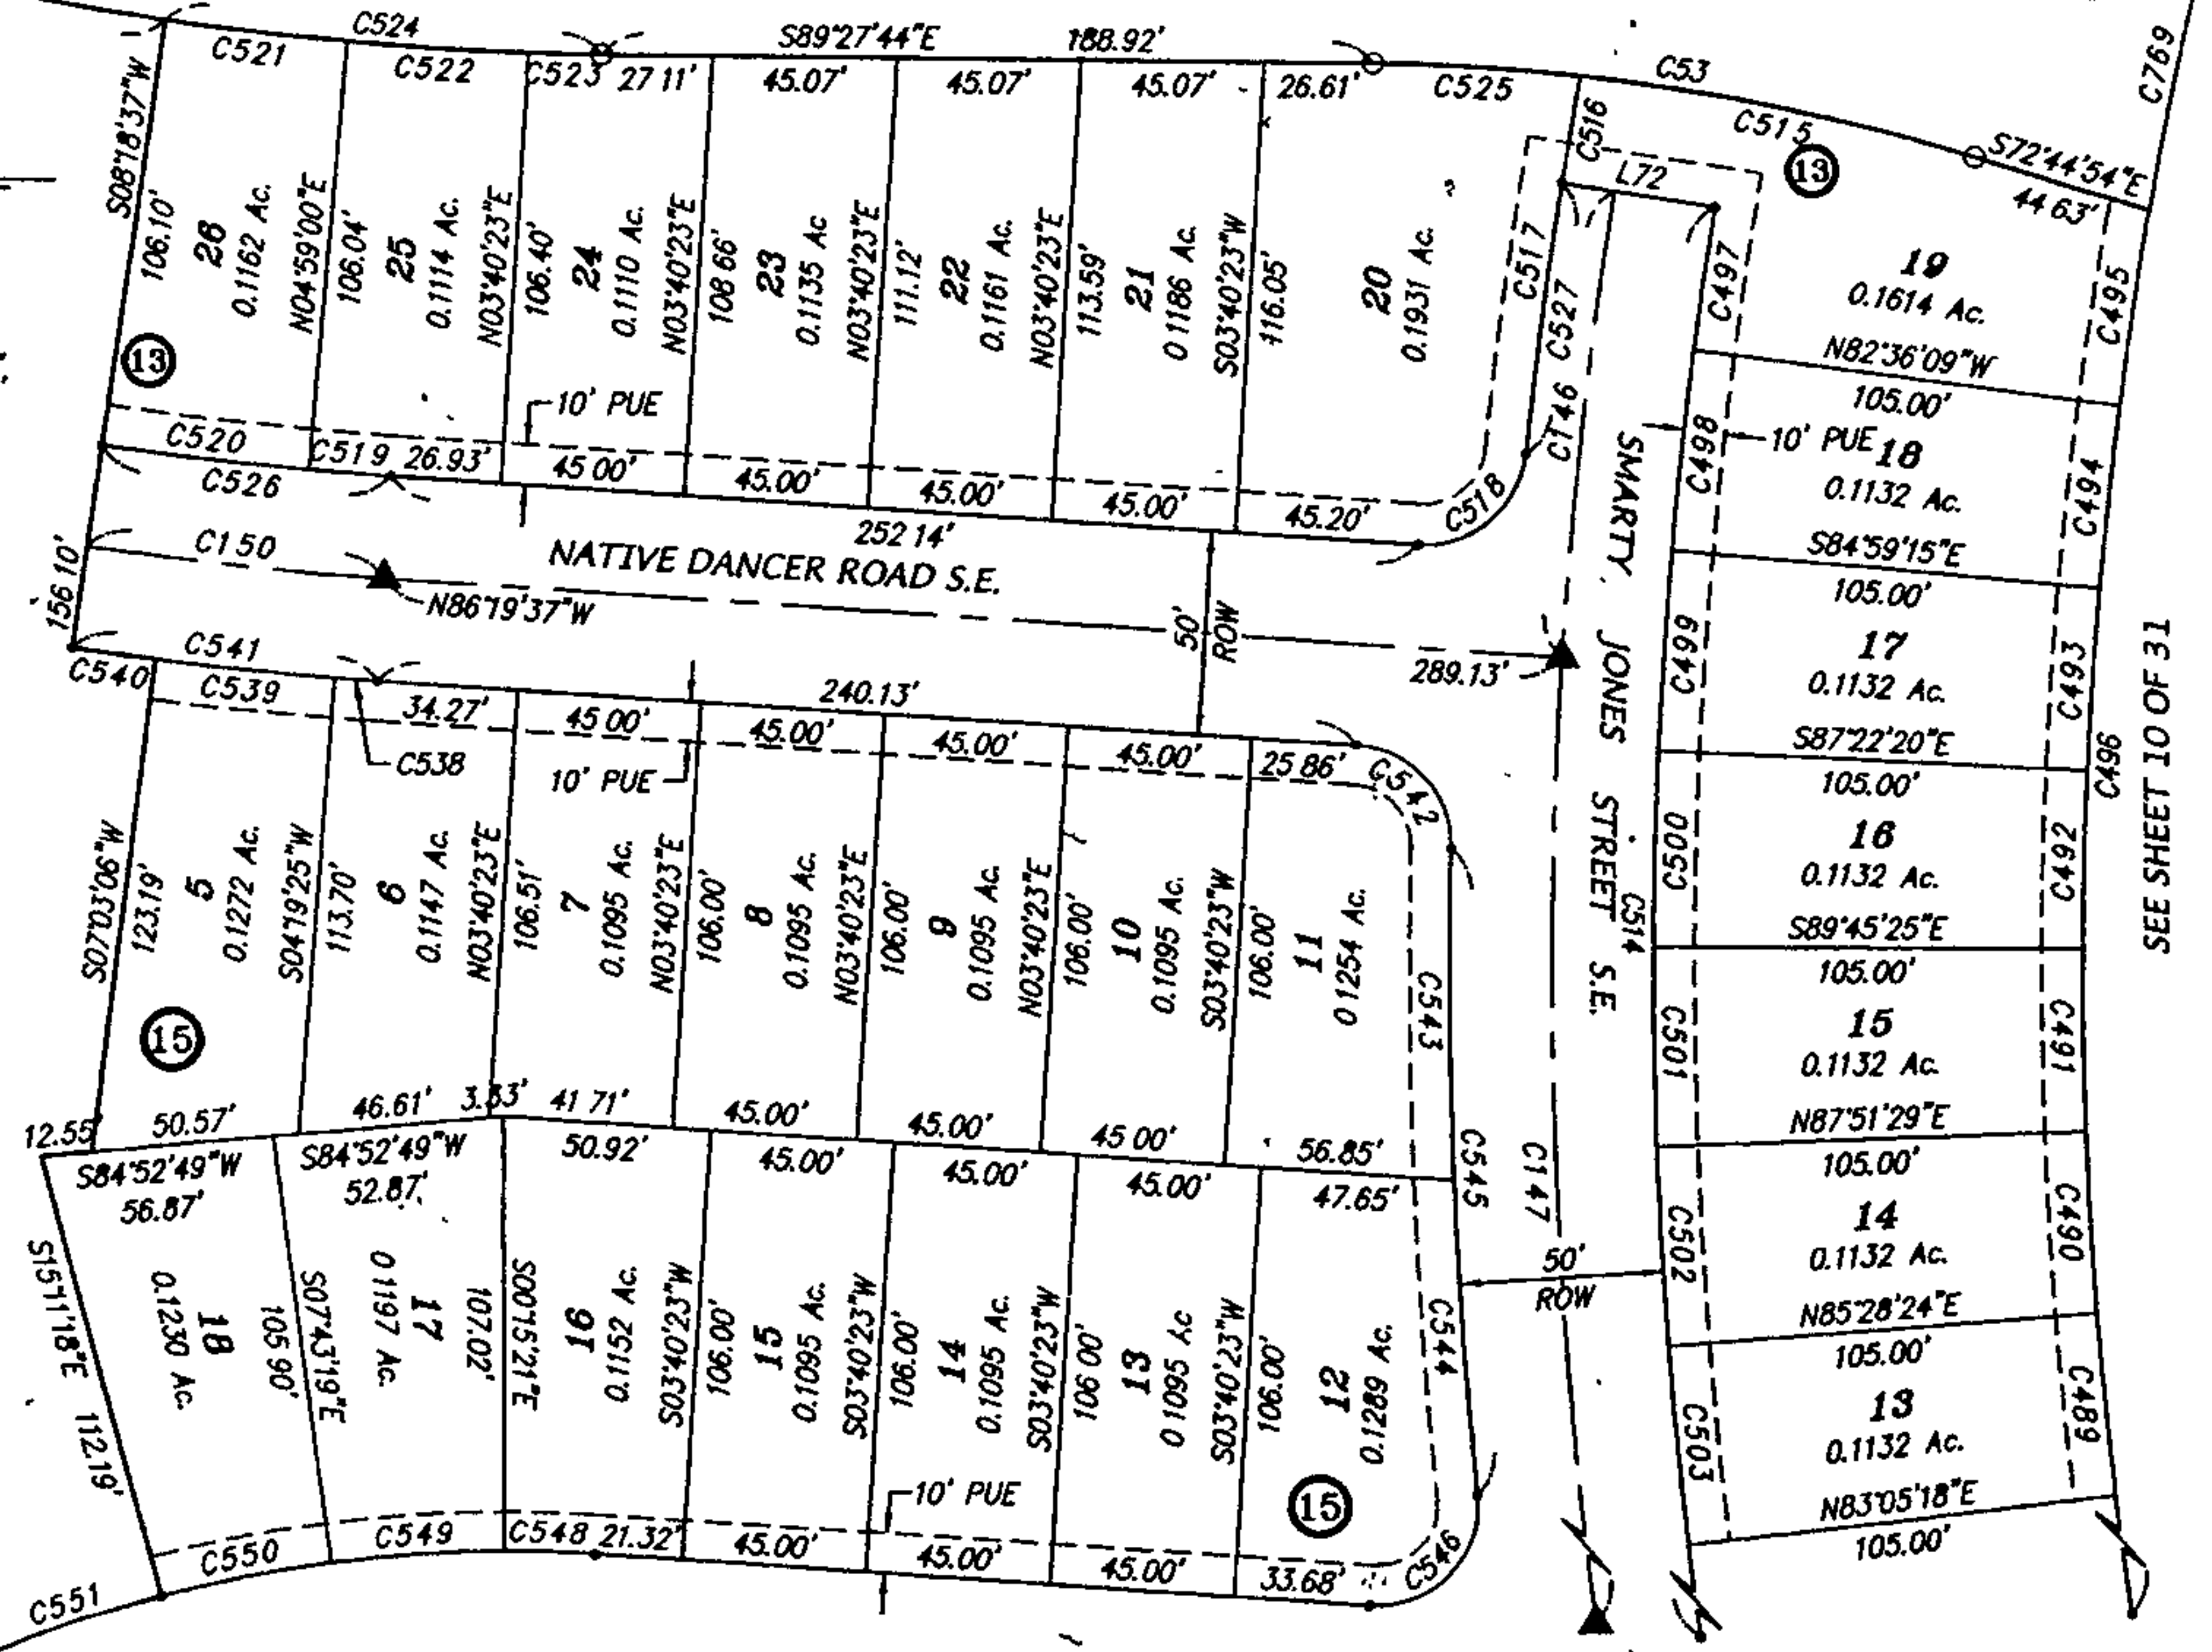 C521
C524
C522
C523
27 11'
S89°27'44"E
188.92'
45.07'
45.07'
45.07'
26.61'
C525
C53
C515
C516
L72
13
S72°44'54"E
44 63'
C769
S08°18'37"W
106.10'
26
0.1162 Ac.
N04°59'00"E
106.04'
25
0.1114 Ac.
N03°40'23"E
106.40'
24
0.1110 Ac.
N03°40'23"E
108 66'
23
0.1135 Ac
N03°40'23"E
111.12'
22
0.1161 Ac.
N03°40'23"E
113.59'
21
0 1186 Ac.
S03°40'23"W
116.05'
20
0.1931 Ac.
C517
C527
C146
C497
19
0.1614 Ac.
C495
N82°36'09"W
105.00'
13
10' PUE
C520
C519
26.93'
45 00'
45.00'
45.00'
45.00'
45.20'
C518
C526
252 14'
C498
10' PUE
18
0.1132 Ac.
C494
S84°59'15"E
105.00'
156 10'
C150
NATIVE DANCER ROAD S.E.
N86°19'37"W
50'
ROW
289.13'
SMARTY JONES STREET S.E.
C499
17
0.1132 Ac.
C493
S87°22'20"E
105.00'
C496
SEE SHEET 10 OF 31
C541
C540
C539
34.27'
C538
240.13'
45 00'
45.00'
45.00'
45.00'
25 86'
C542
10' PUE
C500
16
0.1132 Ac.
C492
C514
S89°45'25"E
105.00'
S07°03'06"W
123.19'
5
0.1272 Ac.
S04°19'25"W
113.70'
6
0.1147 Ac.
N03°40'23"E
106.51'
7
0.1095 Ac.
N03°40'23"E
106.00'
8
0.1095 Ac.
N03°40'23"E
106.00'
9
0.1095 Ac.
N03°40'23"E
106.00'
10
0.1095 Ac.
S03°40'23"W
106.00'
11
0 1254 Ac.
C543
C501
15
0.1132 Ac.
C491
N87°51'29"E
105.00'
15
12.55'
50.57'
46.61'
41 71'
45.00'
45.00'
45 00'
56.85'
S84°52'49"W
56.87'
S84°52'49"W
52.87'
50.92'
45.00'
45.00'
45.00'
47.65'
C545
C147
C502
14
0.1132 Ac.
C490
N85°28'24"E
105.00'
50'
ROW
S15°11'18"E
112.19'
18
0.1230 Ac.
105 90'
S07°43'19"E
17
0 1197 Ac.
107.02'
S00°15'21"E
16
0.1152 Ac.
S03°40'23"W
106.00'
15
0.1095 Ac.
S03°40'23"W
106.00'
14
0.1095 Ac.
S03°40'23"W
106 00'
13
0 1095 Ac
S03°40'23"W
106.00'
12
0.1289 Ac.
C544
C503
13
0.1132 Ac.
C489
N83°05'18"E
105.00'
15
10' PUE
C551
C550
C549
C548
21.32'
45.00'
45.00'
45.00'
33.68'
C546